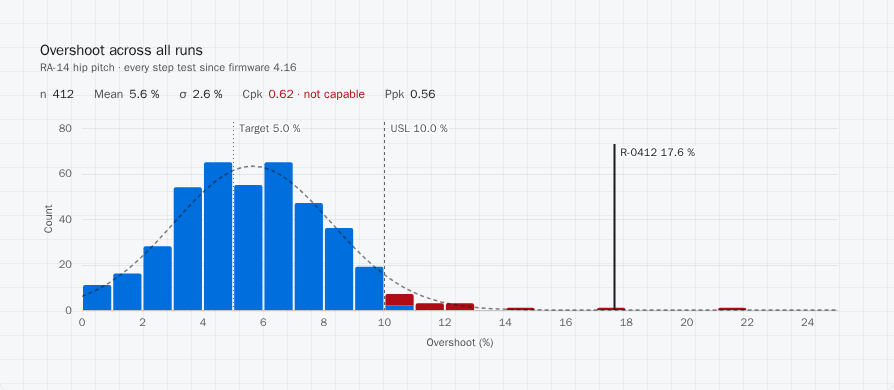 Overshoot across all runs
RA-14 hip pitch · every step test since firmware 4.16
n 412 Mean 5.6 % σ 2.6 % Cpk 0.62 · not capable Ppk 0.56
80 Target 5.0 % USL 10.0 %
R-0412 17.6 %
60
40
20
0
Count
0 2 4 6 8 10 12 14 16 18 20 22 24
Overshoot (%)